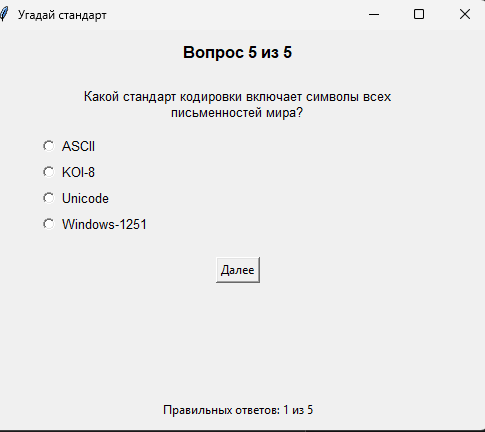 Угадай стандарт
Вопрос 5 из 5
Какой стандарт кодировки включает символы всех
письменностей мира?
ASCII
KOI-8
Unicode
Windows-1251
Далее
Правильных ответов: 1 из 5